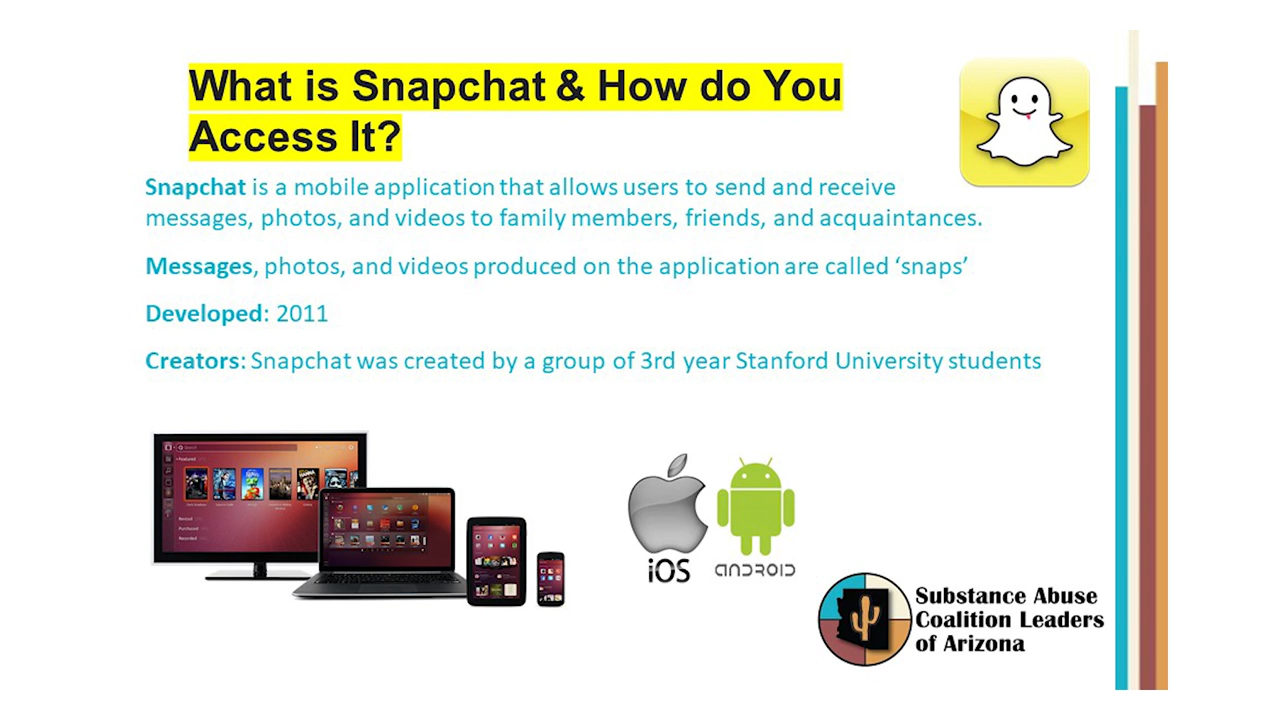 What is Snapchat & How do You
Access It?
Snapchat is a mobile application that allows users to send and receive
messages, photos, and videos to family members, friends, and acquaintances.
Messages, photos, and videos produced on the application are called ‘snaps’
Developed: 2011
Creators: Snapchat was created by a group of 3rd year Stanford University students
iOS
ANDROID
Substance Abuse
Coalition Leaders
of Arizona